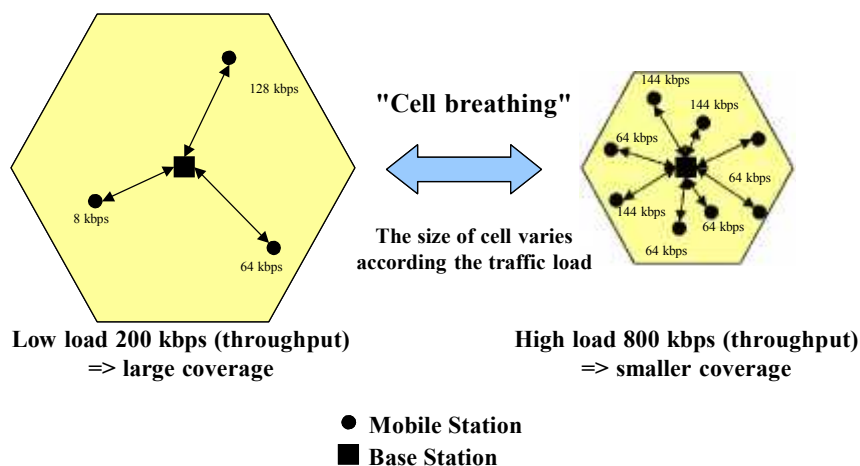 128 kbps
8 kbps
64 kbps
"Cell breathing"
The size of cell varies
according the traffic load
144 kbps
144 kbps
64 kbps
64 kbps
144 kbps
64 kbps
64 kbps
Low load 200 kbps (throughput)
=> large coverage
High load 800 kbps (throughput)
=> smaller coverage
Mobile Station
Base Station